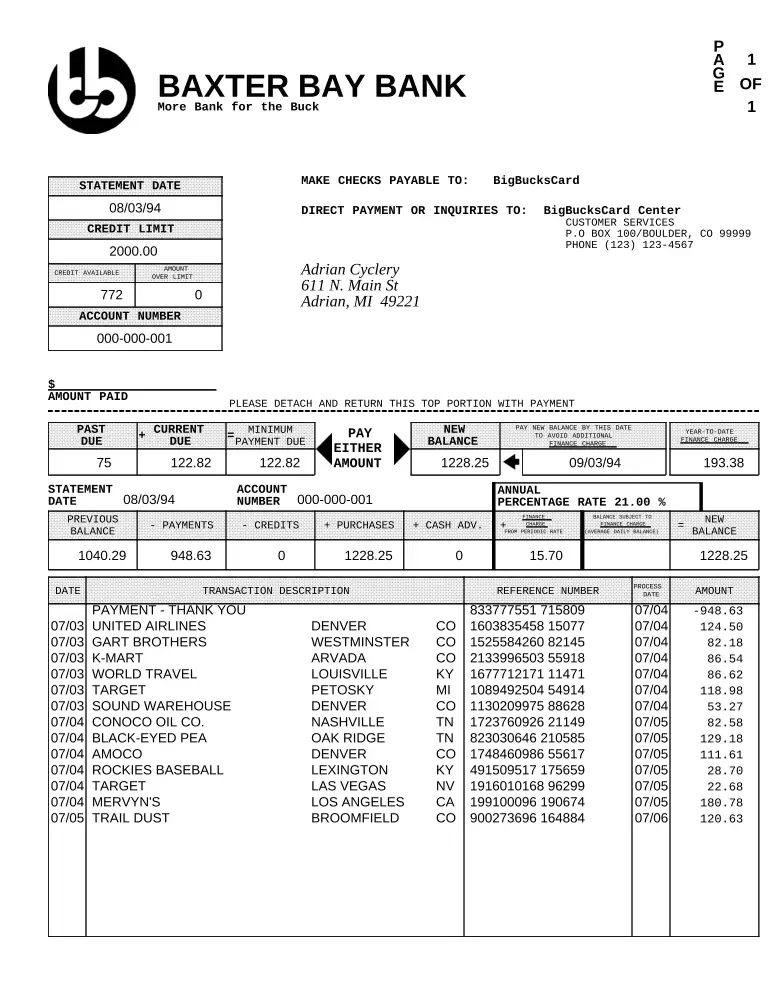 PAGE 1 OF 1
BAXTER BAY BANK
More Bank for the Buck
MAKE CHECKS PAYABLE TO: BigBucksCard
DIRECT PAYMENT OR INQUIRIES TO: BigBucksCard Center
CUSTOMER SERVICES
P.O BOX 100/BOULDER, CO 99999
PHONE (123) 123-4567
STATEMENT DATE
08/03/94
CREDIT LIMIT
2000.00
CREDIT AVAILABLE AMOUNT OVER LIMIT
772 0
ACCOUNT NUMBER
000-000-001
Adrian Cyclery
611 N. Main St
Adrian, MI 49221
$
AMOUNT PAID
PLEASE DETACH AND RETURN THIS TOP PORTION WITH PAYMENT
PAST DUE + CURRENT DUE = MINIMUM PAYMENT DUE PAY EITHER AMOUNT NEW BALANCE PAY NEW BALANCE BY THIS DATE TO AVOID ADDITIONAL FINANCE CHARGE YEAR-TO-DATE FINANCE CHARGE
75 122.82 122.82 1228.25 09/03/94 193.38
STATEMENT DATE 08/03/94 ACCOUNT NUMBER 000-000-001 ANNUAL PERCENTAGE RATE 21.00 %
PREVIOUS BALANCE - PAYMENTS - CREDITS + PURCHASES + CASH ADV. + FINANCE CHARGE FROM PERIODIC RATE BALANCE SUBJECT TO FINANCE CHARGE (AVERAGE DAILY BALANCE) = NEW BALANCE
1040.29 948.63 0 1228.25 0 15.70 1228.25
DATE TRANSACTION DESCRIPTION REFERENCE NUMBER PROCESS DATE AMOUNT
PAYMENT - THANK YOU 833777551 715809 07/04 -948.63
07/03 UNITED AIRLINES DENVER CO 1603835458 15077 07/04 124.50
07/03 GART BROTHERS WESTMINSTER CO 1525584260 82145 07/04 82.18
07/03 K-MART ARVADA CO 2133996503 55918 07/04 86.54
07/03 WORLD TRAVEL LOUISVILLE KY 1677712171 11471 07/04 86.62
07/03 TARGET PETOSKY MI 1089492504 54914 07/04 118.98
07/03 SOUND WAREHOUSE DENVER CO 1130209975 88628 07/04 53.27
07/04 CONOCO OIL CO. NASHVILLE TN 1723760926 21149 07/05 82.58
07/04 BLACK-EYED PEA OAK RIDGE TN 823030646 210585 07/05 129.18
07/04 AMOCO DENVER CO 1748460986 55617 07/05 111.61
07/04 ROCKIES BASEBALL LEXINGTON KY 491509517 175659 07/05 28.70
07/04 TARGET LAS VEGAS NV 1916010168 96299 07/05 22.68
07/04 MERVYN'S LOS ANGELES CA 199100096 190674 07/05 180.78
07/05 TRAIL DUST BROOMFIELD CO 900273696 164884 07/06 120.63